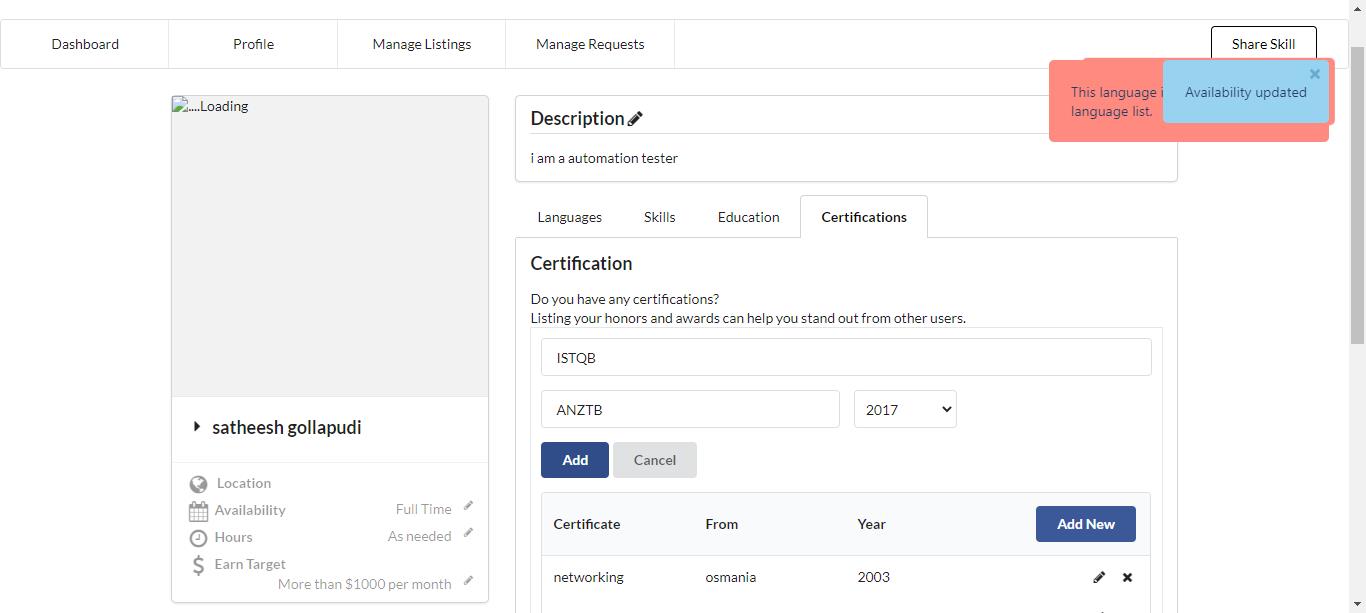 Dashboard
Profile
Manage Listings
Manage Requests
Share Skill
This language
language list.
Availability updated
....Loading
Description
i am a automation tester
Languages
Skills
Education
Certifications
Certification
Do you have any certifications?
Listing your honors and awards can help you stand out from other users.
ISTQB
ANZTB
2017
Add
Cancel
Certificate
From
Year
Add New
networking
osmania
2003
satheesh gollapudi
Location
Availability
Full Time
Hours
As needed
Earn Target
More than $1000 per month